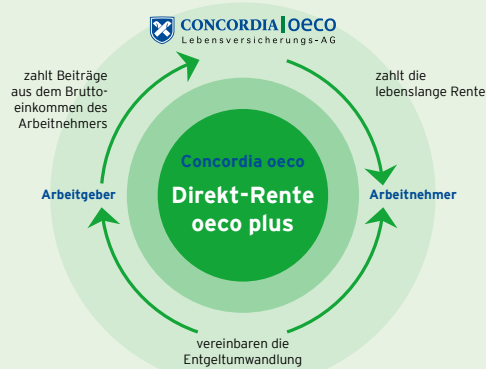 CONCORDIA oeco
Lebensversicherungs-AG
zahlt Beiträge
aus dem Brutto-
einkommen des
Arbeitnehmers
zahlt die
lebenslange Rente
Concordia oeco
Direkt-Rente
oeco plus
Arbeitgeber
Arbeitnehmer
vereinbaren die
Entgeltumwandlung